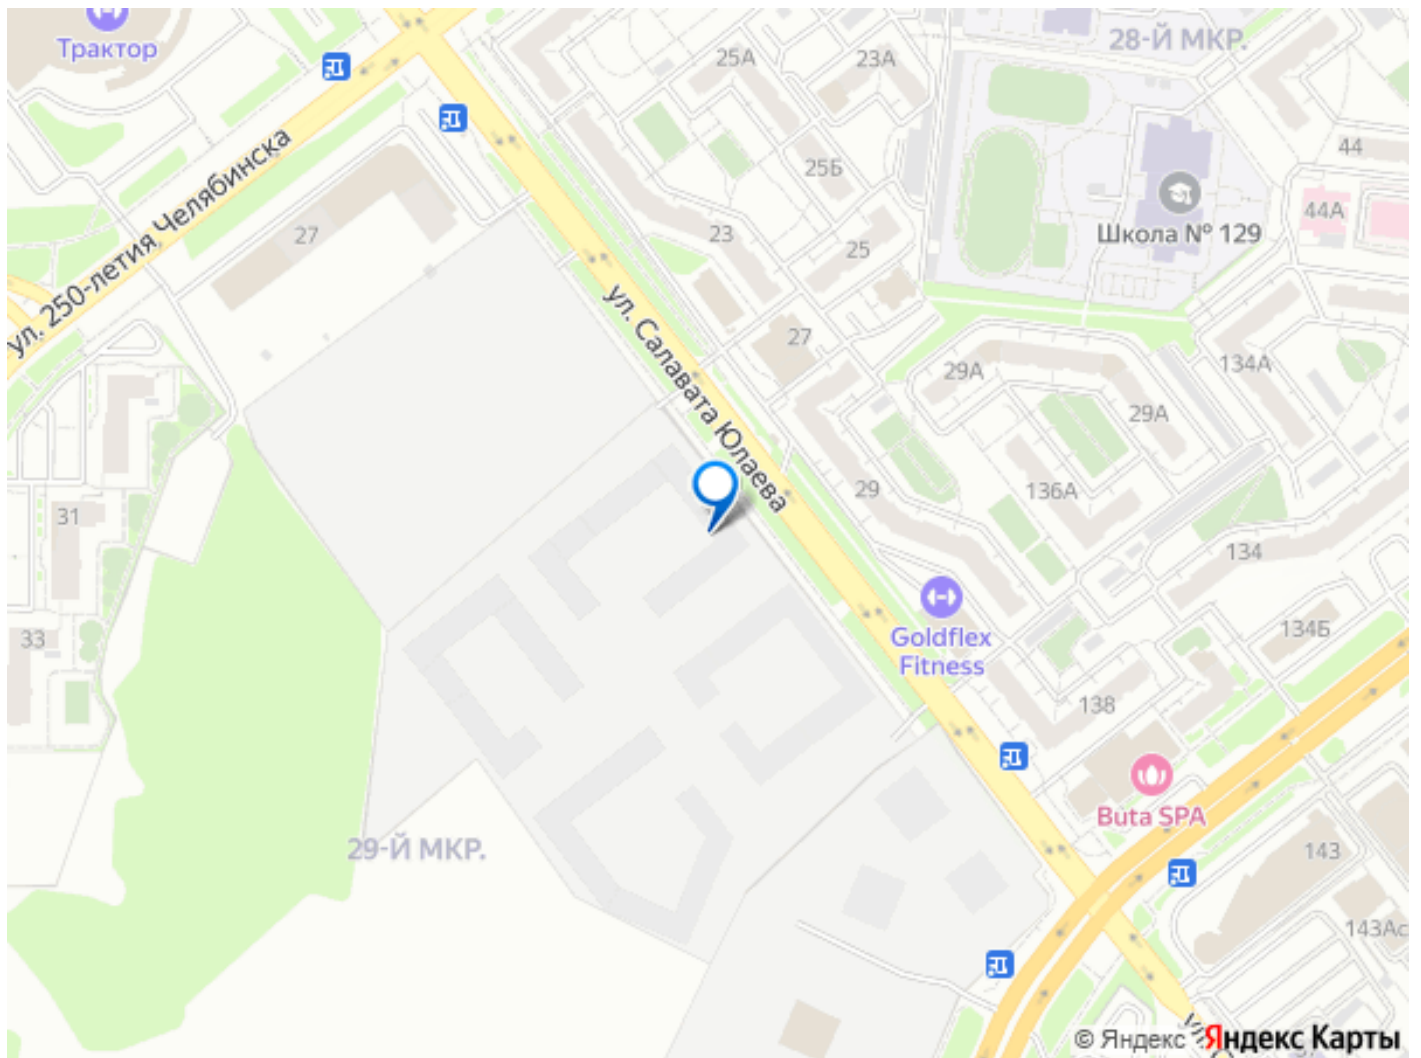 Трактор
25А
23А
28-Й МКР.
44
25Б
44А
ул. 250-летия Челябинска
27
23
25
Школа № 129
ул. Салавата Юлаева
27
29А
134А
29А
31
29
136А
134
33
Goldflex
Fitness
134Б
138
Buta SPA
29-Й МКР.
143
143Ас
© Яндекс Яндекс Карты